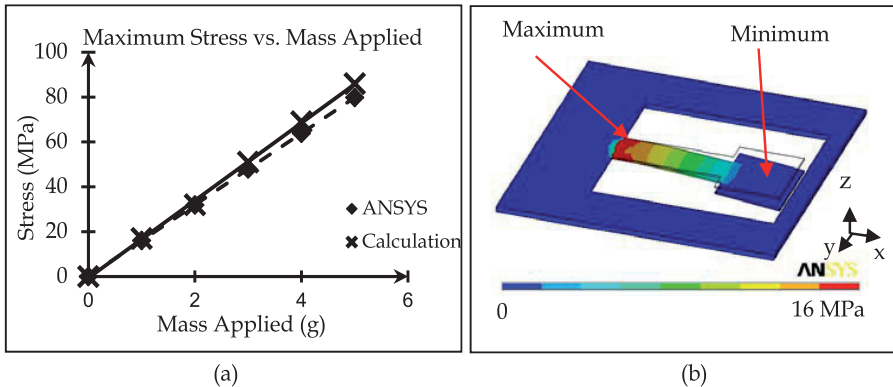 Maximum Stress vs. Mass Applied
100
80
60
40
20
0
Stress (MPa)
ANSYS
Calculation
0
2
4
6
Mass Applied (g)
(a)
Maximum
Minimum
z
y
x
ANSYS
0
16 MPa
(b)